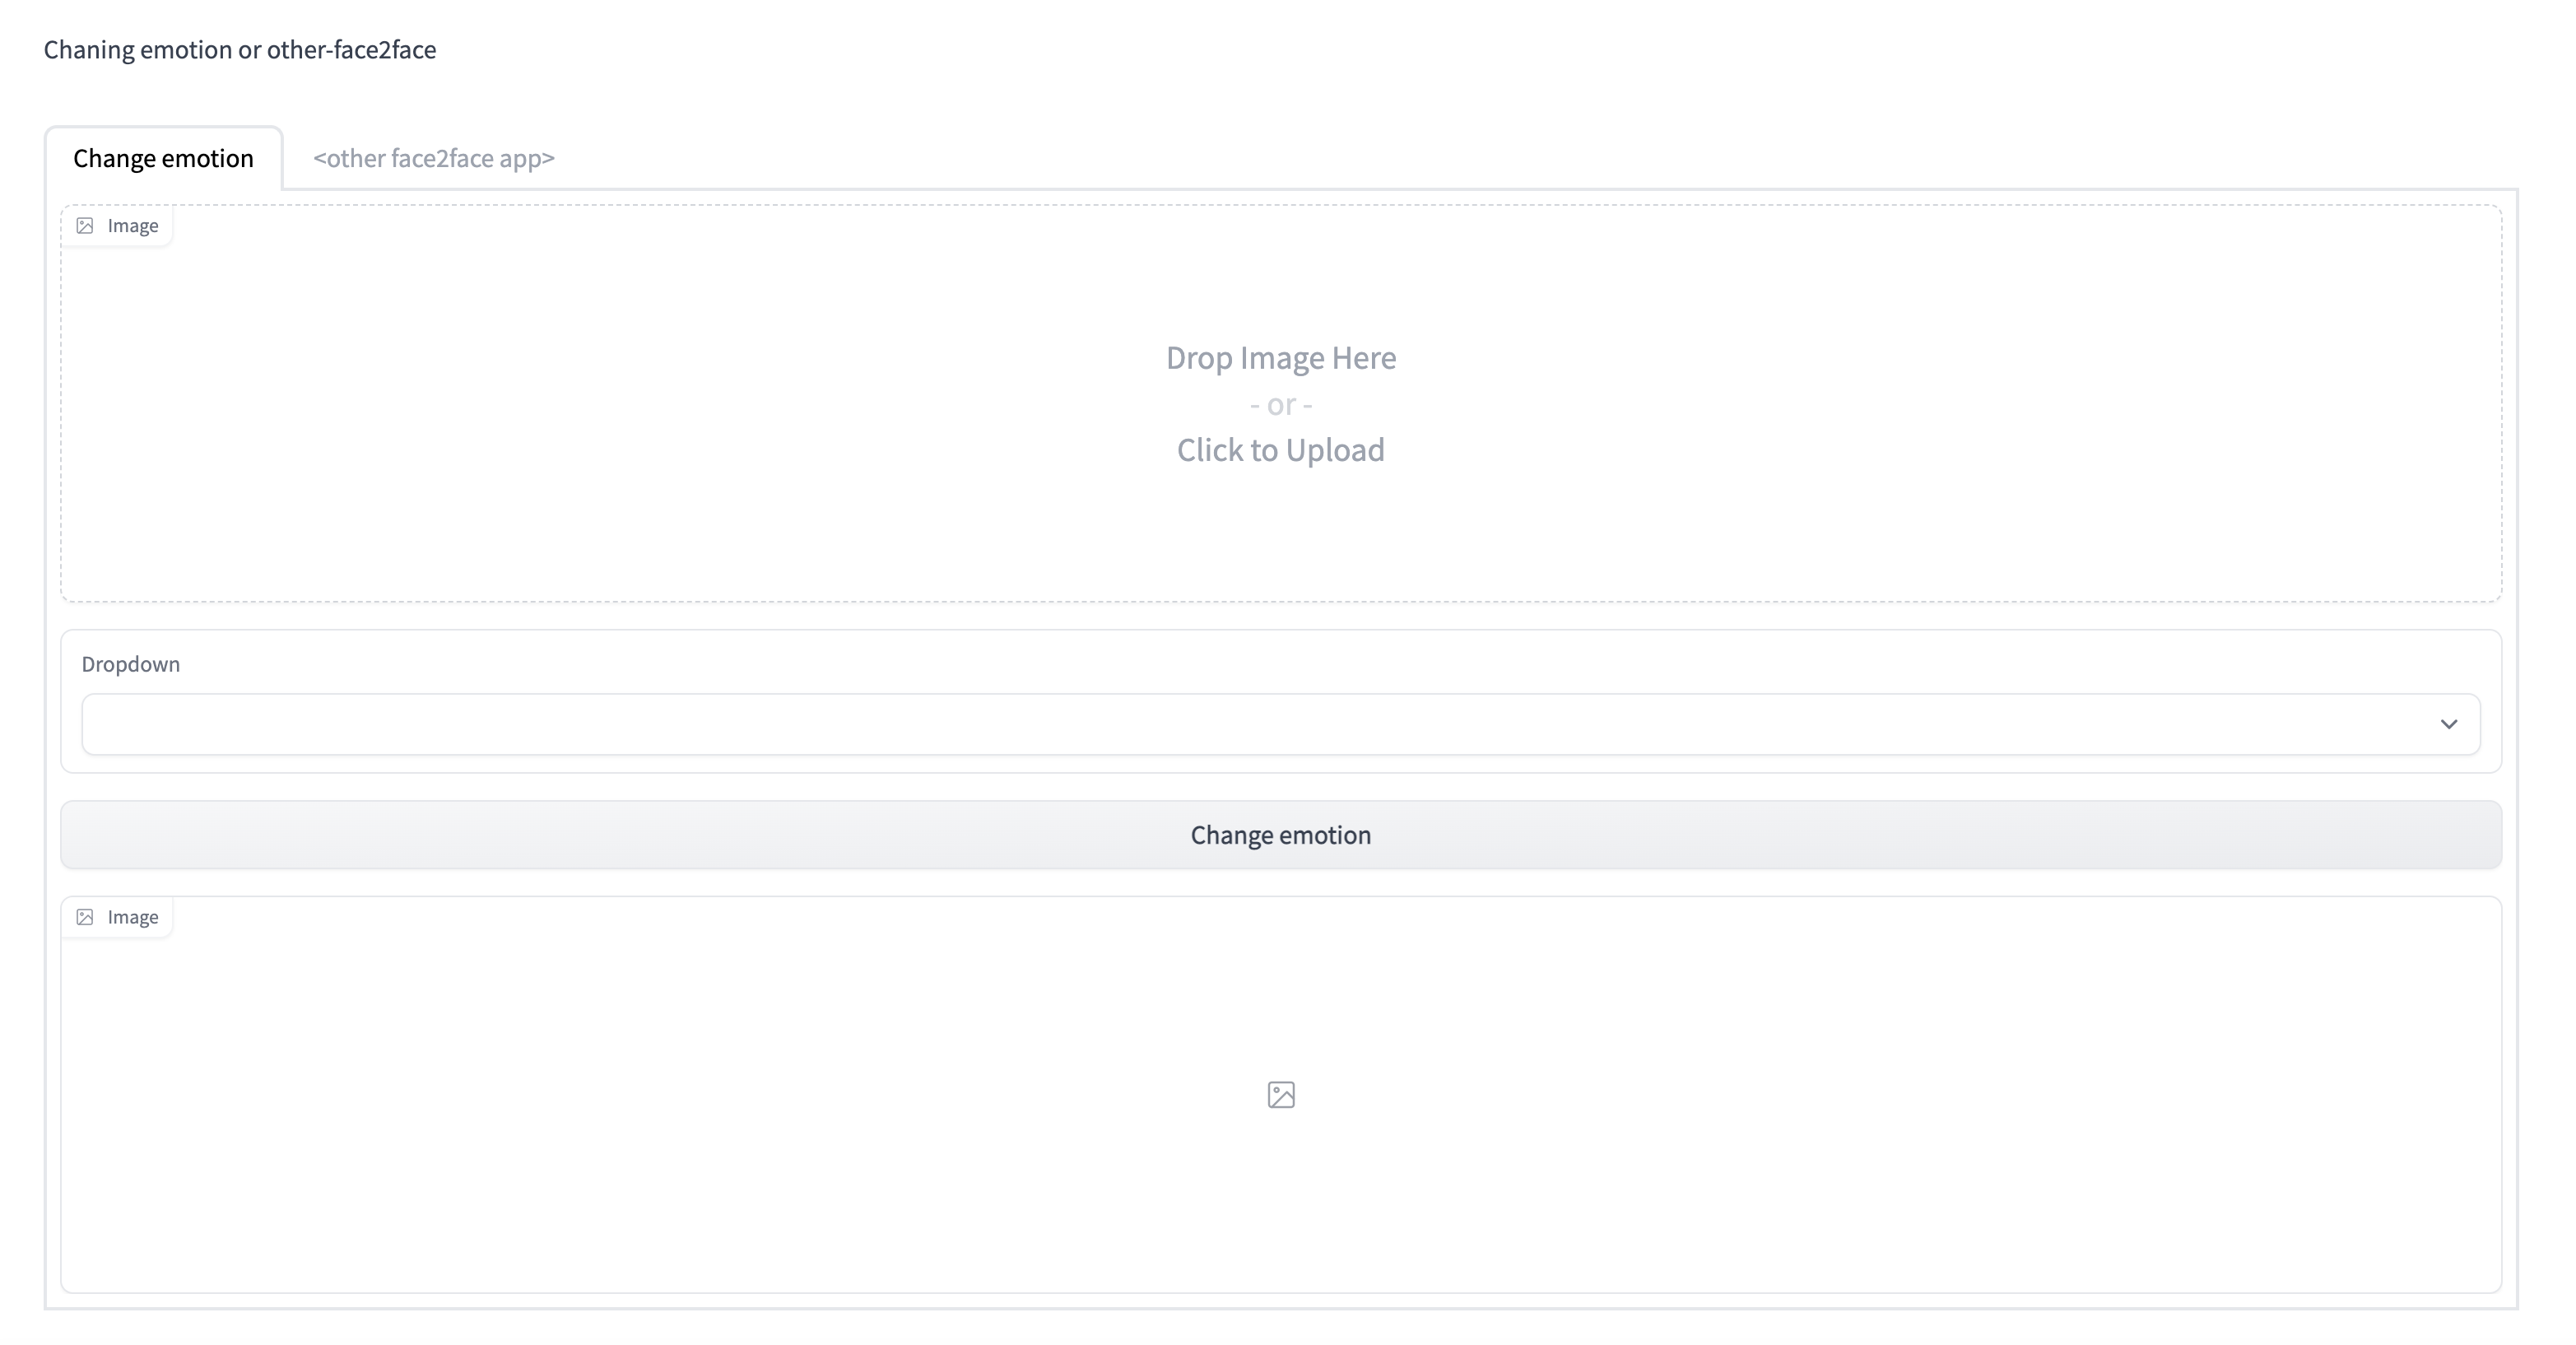 Chaning emotion or other-face2face
Change emotion
<other face2face app>
Image
Drop Image Here
- or -
Click to Upload
Dropdown
Change emotion
Image